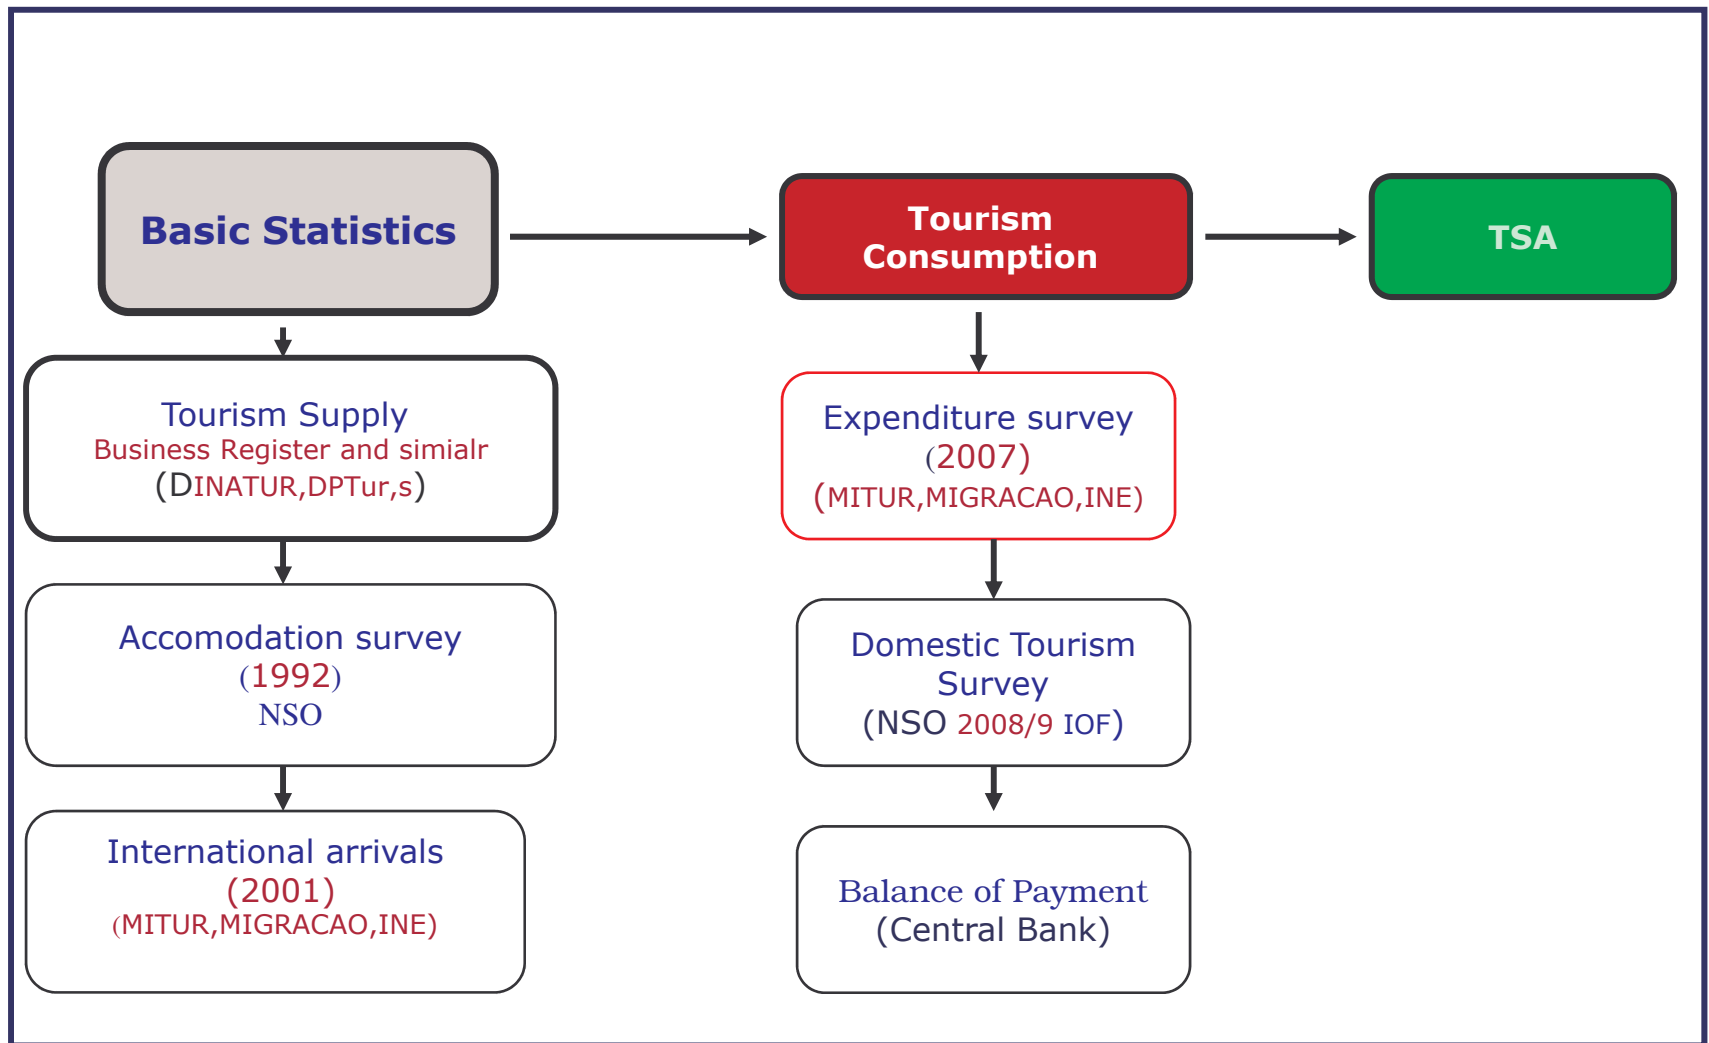 Basic Statistics
Tourism
Consumption
TSA
Tourism Supply
Business Register and simialr
(DINATUR,DPTur,s)
Expenditure survey
(2007)
(MITUR,MIGRACAO,INE)
Accomodation survey
(1992)
NSO
Domestic Tourism
Survey
(NSO 2008/9 IOF)
International arrivals
(2001)
(MITUR,MIGRACAO,INE)
Balance of Payment
(Central Bank)